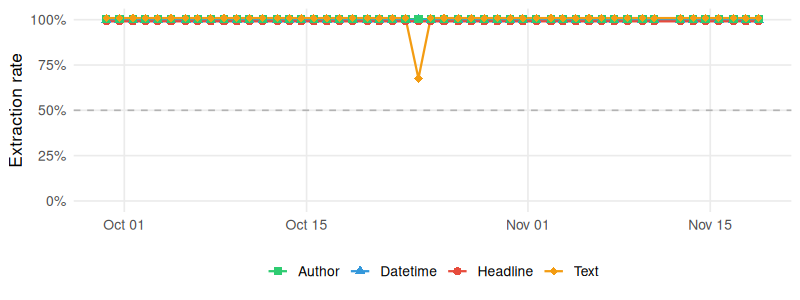 Extraction rate
100%
75%
50%
25%
0%
Oct 01 Oct 15 Nov 01 Nov 15
Author Datetime Headline Text